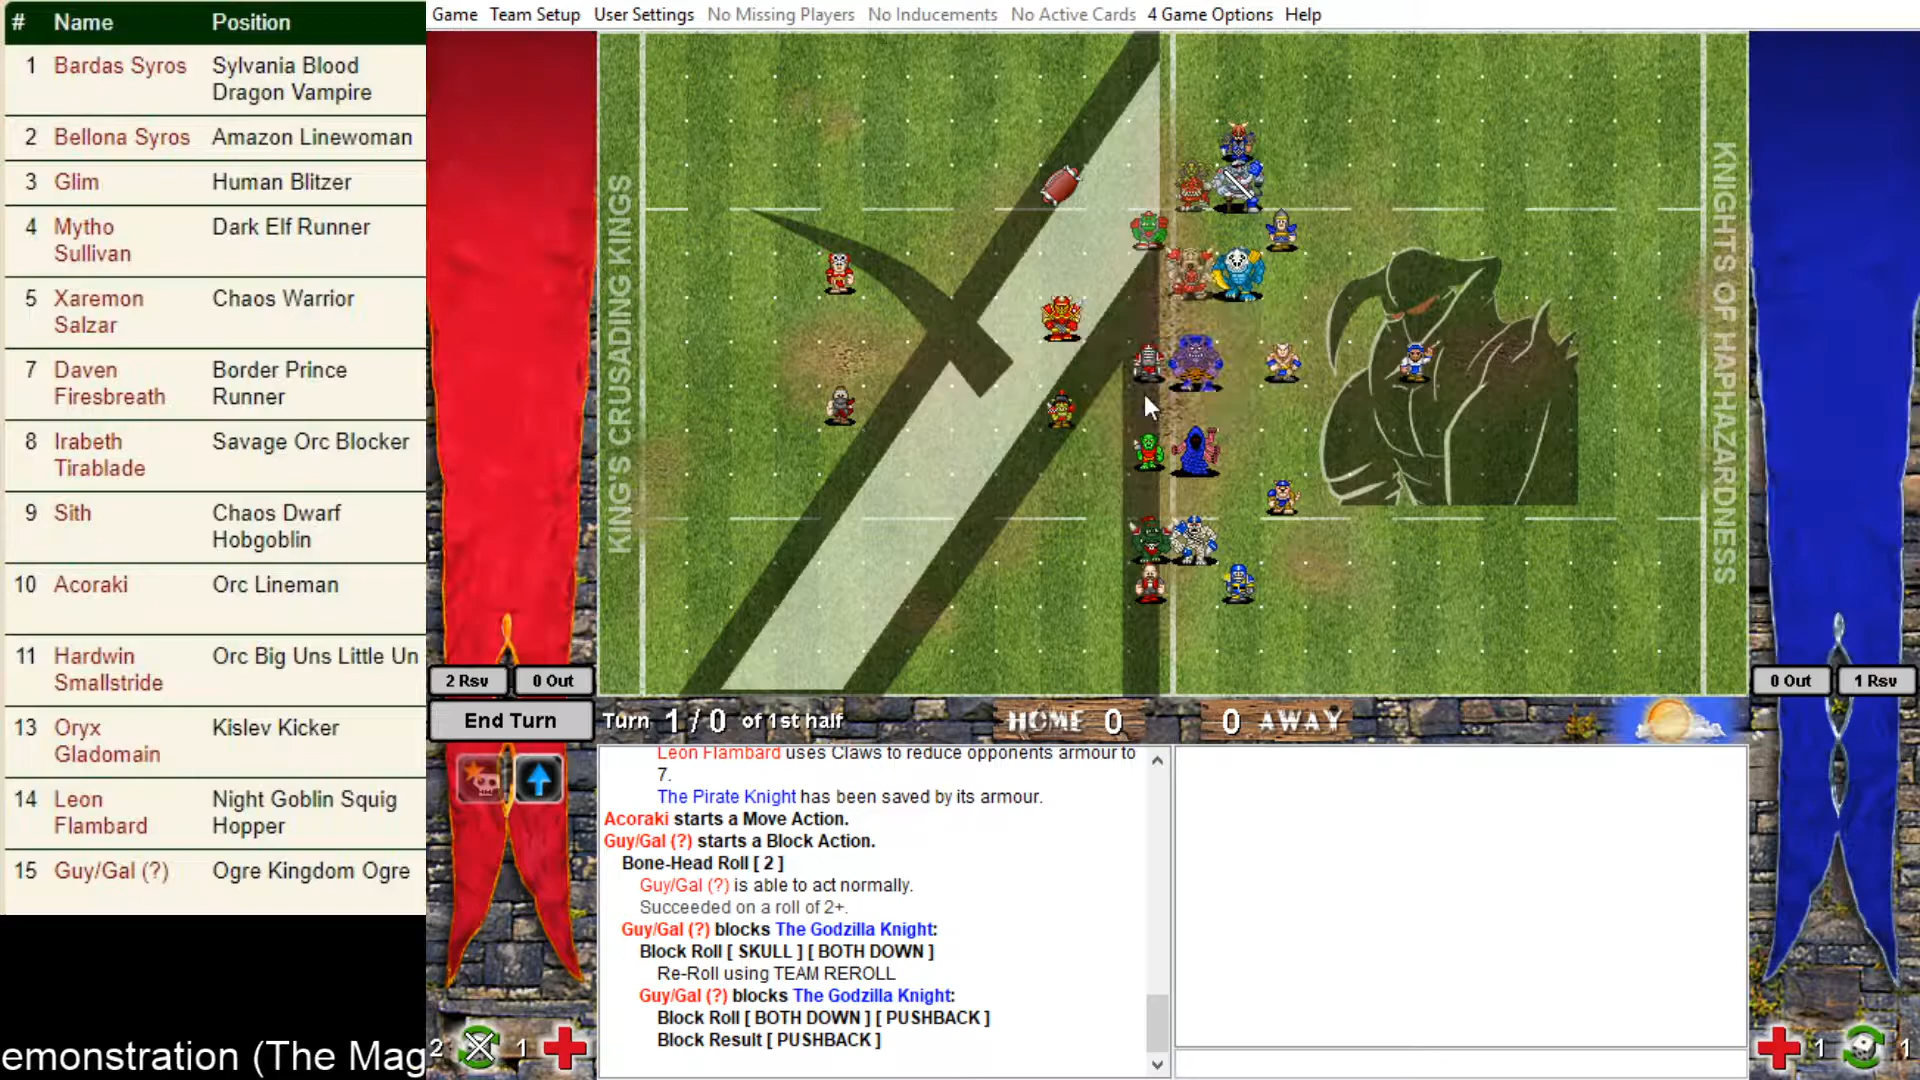 Game Team Setup User Settings No Missing Players No Inducements No Active Cards 4 Game Options Help
# Name Position
1 Bardas Syros Sylvania Blood
Dragon Vampire
2 Bellona Syros Amazon Linewoman
3 Glim Human Blitzer
4 Mytho Dark Elf Runner
Sullivan
5 Xaremon Chaos Warrior
Salzar
7 Daven Border Prince
Firesbreath Runner
8 Irabeth Savage Orc Blocker
Tirablade
9 Sith Chaos Dwarf
Hobgoblin
10 Acoraki Orc Lineman
11 Hardwin Orc Big Uns Little Un
Smallstride
13 Oryx Kislev Kicker
Gladomain
14 Leon Night Goblin Squig
Flambard Hopper
15 Guy/Gal (?) Ogre Kingdom Ogre
emonstration (The Mag
KING'S CRUSADING KINGS
KNIGHTS OF HAPHAZARDNESS
2 Rsv 0 Out
0 Out 1 Rsv
End Turn
Turn 1 / 0 of 1st half
HOME 0
0 AWAY
Leon Flambard uses Claws to reduce opponents armour to
7.
The Pirate Knight has been saved by its armour.
Acoraki starts a Move Action.
Guy/Gal (?) starts a Block Action.
Bone-Head Roll [ 2 ]
Guy/Gal (?) is able to act normally.
Succeeded on a roll of 2+.
Guy/Gal (?) blocks The Godzilla Knight:
Block Roll [ SKULL ] [ BOTH DOWN ]
Re-Roll using TEAM REROLL
Guy/Gal (?) blocks The Godzilla Knight:
Block Roll [ BOTH DOWN ] [ PUSHBACK ]
Block Result [ PUSHBACK ]
2 1
1 1